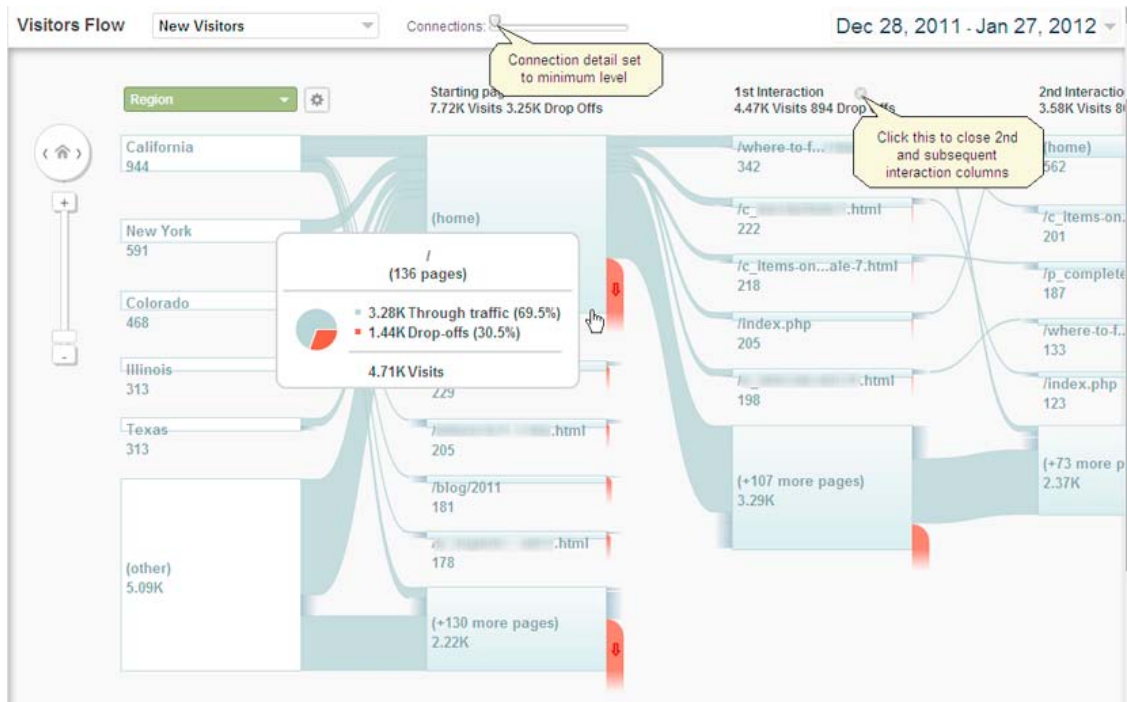 Visitors Flow
New Visitors
Connections:
Dec 28, 2011 - Jan 27, 2012
Connection detail set
to minimum level
Region
Starting
7.72K Visits 3.25K Drop Offs
1st Interaction
4.47K Visits 894 Drop
2nd Interactio
3.58K Visits
Click this to close 2nd
and subsequent
interaction columns
California
944
New York
591
Colorado
468
Illinois
313
Texas
313
(other)
5.09K
(home)
/
(136 pages)
3.28K Through traffic (69.5%)
1.44K Drop-offs (30.5%)
4.71K Visits
229
.html
205
/blog/2011
181
.html
178
(+130 more pages)
2.22K
/where-to-f...
342
/c_ .html
222
/c_items-on...ale-7.html
218
/index.php
205
.html
198
(+107 more pages)
3.29K
(home)
562
/c_items-on.
201
/p_complete
187
/where-to-f..
133
/index.php
123
(+73 more p
2.37K